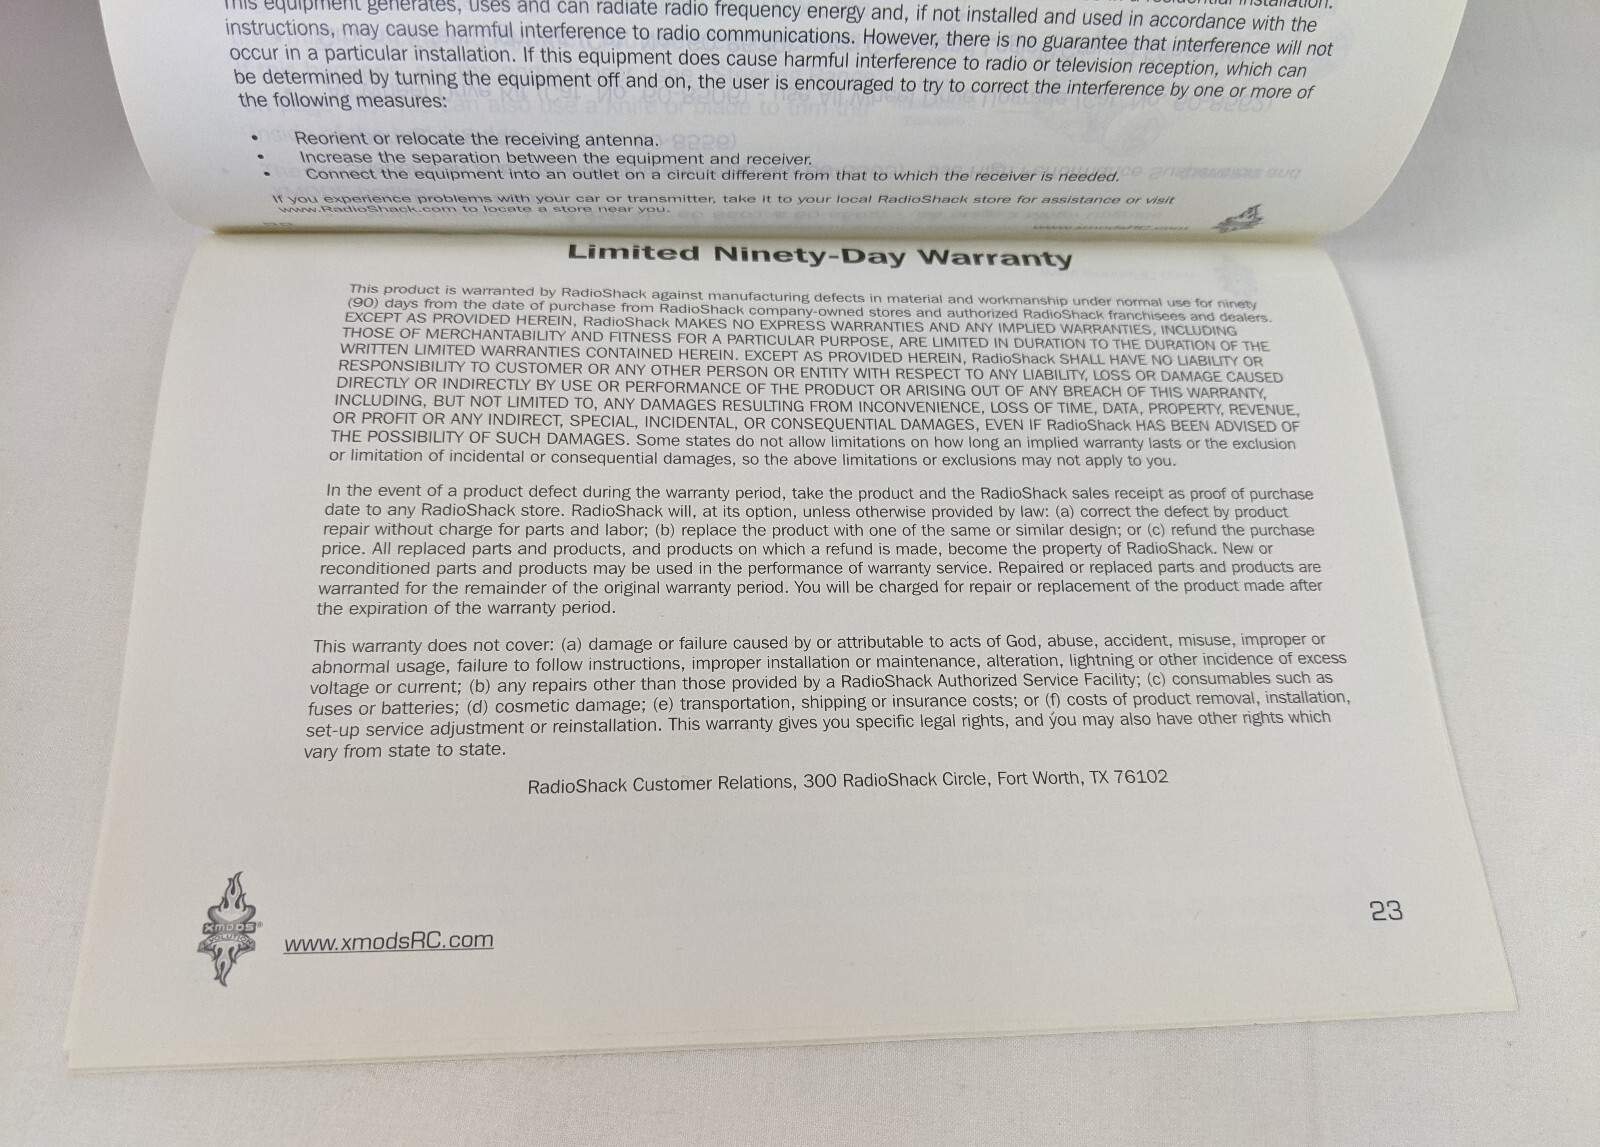 This equipment generates, uses and can radiate radio frequency energy and, if not installed and used in accordance with the
instructions, may cause harmful interference to radio communications. However, there is no guarantee that interference will not
occur in a particular installation. If this equipment does cause harmful interference to radio or television reception, which can
be determined by turning the equipment off and on, the user is encouraged to try to correct the interference by one or more of
the following measures:
• Reorient or relocate the receiving antenna.
• Increase the separation between the equipment and receiver.
• Connect the equipment into an outlet on a circuit different from that to which the receiver is needed.
If you experience problems with your car or transmitter, take it to your local RadioShack store for assistance or visit
www.RadioShack.com to locate a store near you.
www.xmodsRC.com
Limited Ninety-Day Warranty
This product is warranted by RadioShack against manufacturing defects in material and workmanship under normal use for ninety
(90) days from the date of purchase from RadioShack company-owned stores and authorized RadioShack franchisees and dealers.
EXCEPT AS PROVIDED HEREIN, RadioShack MAKES NO EXPRESS WARRANTIES AND ANY IMPLIED WARRANTIES, INCLUDING
THOSE OF MERCHANTABILITY AND FITNESS FOR A PARTICULAR PURPOSE, ARE LIMITED IN DURATION TO THE DURATION OF THE
WRITTEN LIMITED WARRANTIES CONTAINED HEREIN. EXCEPT AS PROVIDED HEREIN, RadioShack SHALL HAVE NO LIABILITY OR
RESPONSIBILITY TO CUSTOMER OR ANY OTHER PERSON OR ENTITY WITH RESPECT TO ANY LIABILITY, LOSS OR DAMAGE CAUSED
DIRECTLY OR INDIRECTLY BY USE OR PERFORMANCE OF THE PRODUCT OR ARISING OUT OF ANY BREACH OF THIS WARRANTY,
INCLUDING, BUT NOT LIMITED TO, ANY DAMAGES RESULTING FROM INCONVENIENCE, LOSS OF TIME, DATA, PROPERTY, REVENUE,
OR PROFIT OR ANY INDIRECT, SPECIAL, INCIDENTAL, OR CONSEQUENTIAL DAMAGES, EVEN IF RadioShack HAS BEEN ADVISED OF
THE POSSIBILITY OF SUCH DAMAGES. Some states do not allow limitations on how long an implied warranty lasts or the exclusion
or limitation of incidental or consequential damages, so the above limitations or exclusions may not apply to you.
In the event of a product defect during the warranty period, take the product and the RadioShack sales receipt as proof of purchase
date to any RadioShack store. RadioShack will, at its option, unless otherwise provided by law: (a) correct the defect by product
repair without charge for parts and labor; (b) replace the product with one of the same or similar design; or (c) refund the purchase
price. All replaced parts and products, and products on which a refund is made, become the property of RadioShack. New or
reconditioned parts and products may be used in the performance of warranty service. Repaired or replaced parts and products are
warranted for the remainder of the original warranty period. You will be charged for repair or replacement of the product made after
the expiration of the warranty period.
This warranty does not cover: (a) damage or failure caused by or attributable to acts of God, abuse, accident, misuse, improper or
abnormal usage, failure to follow instructions, improper installation or maintenance, alteration, lightning or other incidence of excess
voltage or current; (b) any repairs other than those provided by a RadioShack Authorized Service Facility; (c) consumables such as
fuses or batteries; (d) cosmetic damage; (e) transportation, shipping or insurance costs; or (f) costs of product removal, installation,
set-up service adjustment or reinstallation. This warranty gives you specific legal rights, and you may also have other rights which
vary from state to state.
RadioShack Customer Relations, 300 RadioShack Circle, Fort Worth, TX 76102
XMODS®
EVOLUTION
www.xmodsRC.com
23